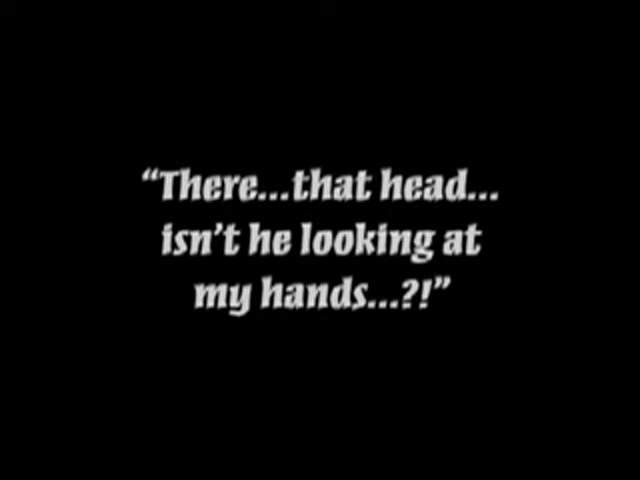 “There...that head...
isn’t he looking at
my hands...?!”